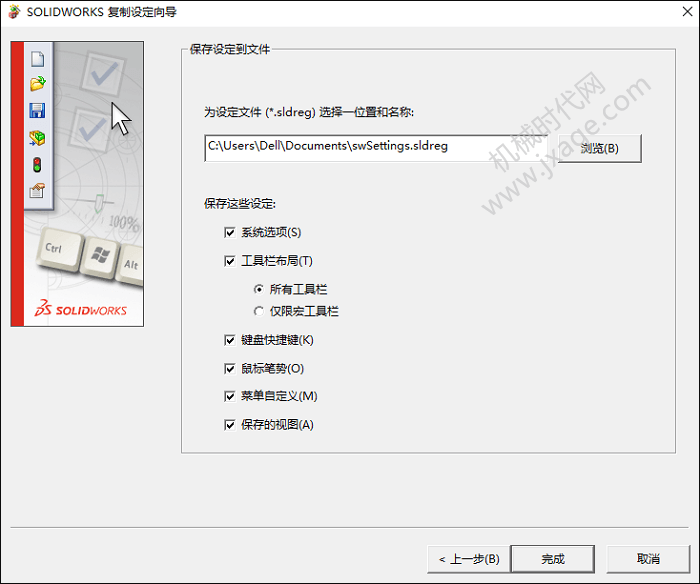 SOLIDWORKS 复制设定向导
保存设定到文件
为设定文件 (*.sldreg) 选择一位置和名称:
C:\Users\Dell\Documents\swSettings.sldreg
浏览(B)
机械时代网
www.jxage.com
保存这些设定:
系统选项(S)
工具栏布局(T)
所有工具栏
仅限宏工具栏
键盘快捷键(K)
鼠标笔势(O)
菜单自定义(M)
保存的视图(A)
100%
Ctrl
Alt
SOLIDWORKS
< 上一步(B)
完成
取消